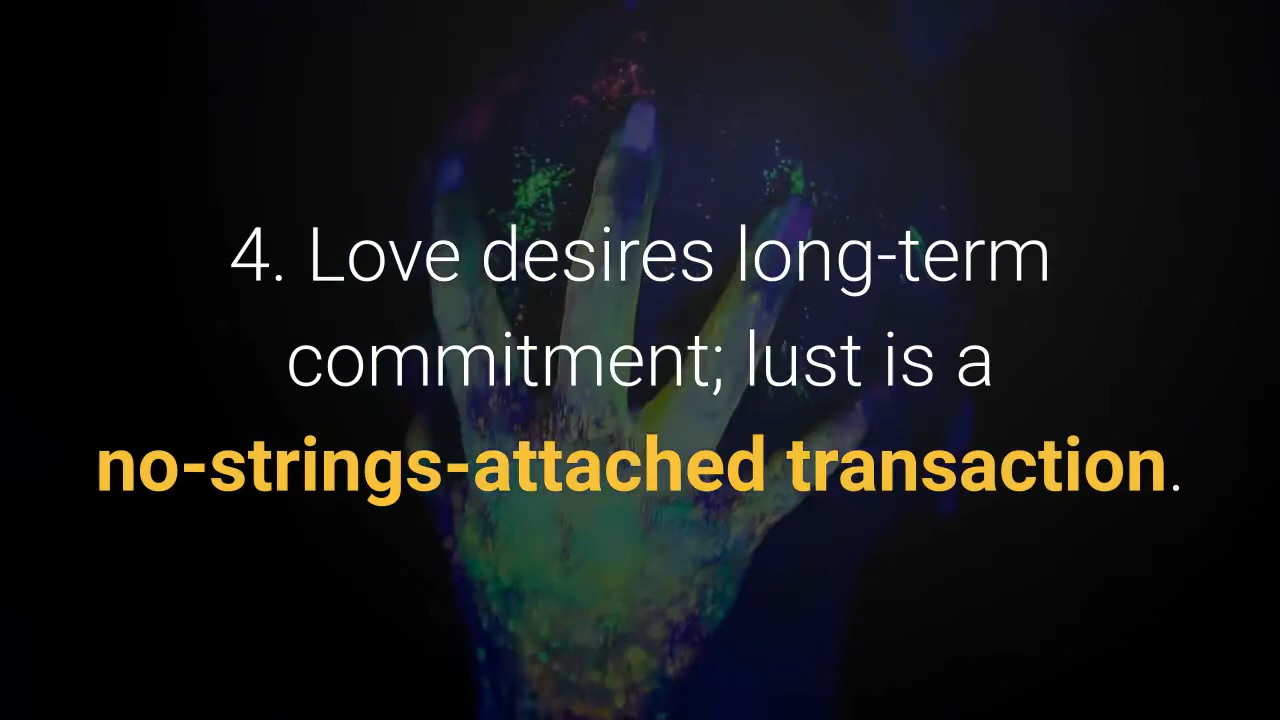 4. Love desires long-term
commitment; lust is a
no-strings-attached transaction.